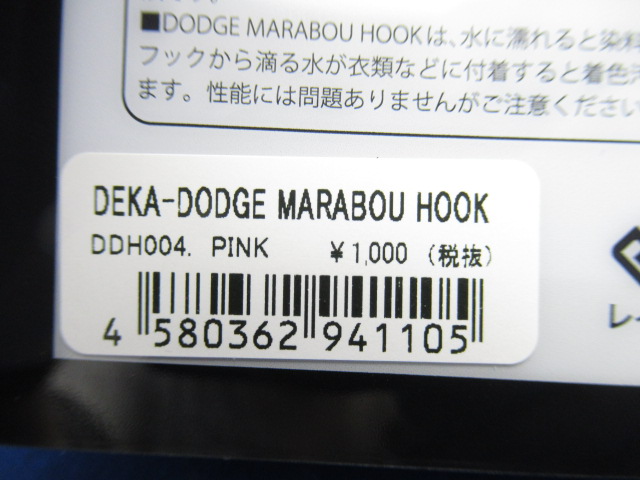 ■DODGE MARABOU HOOKは、水に濡れると染料
フックから滴る水が衣類などに付着すると着色
ます。性能には問題ありませんがご注意ください
DEKA-DODGE MARABOU HOOK
DDH004. PINK ¥1,000 (税抜)
4 580362 941105
レイ